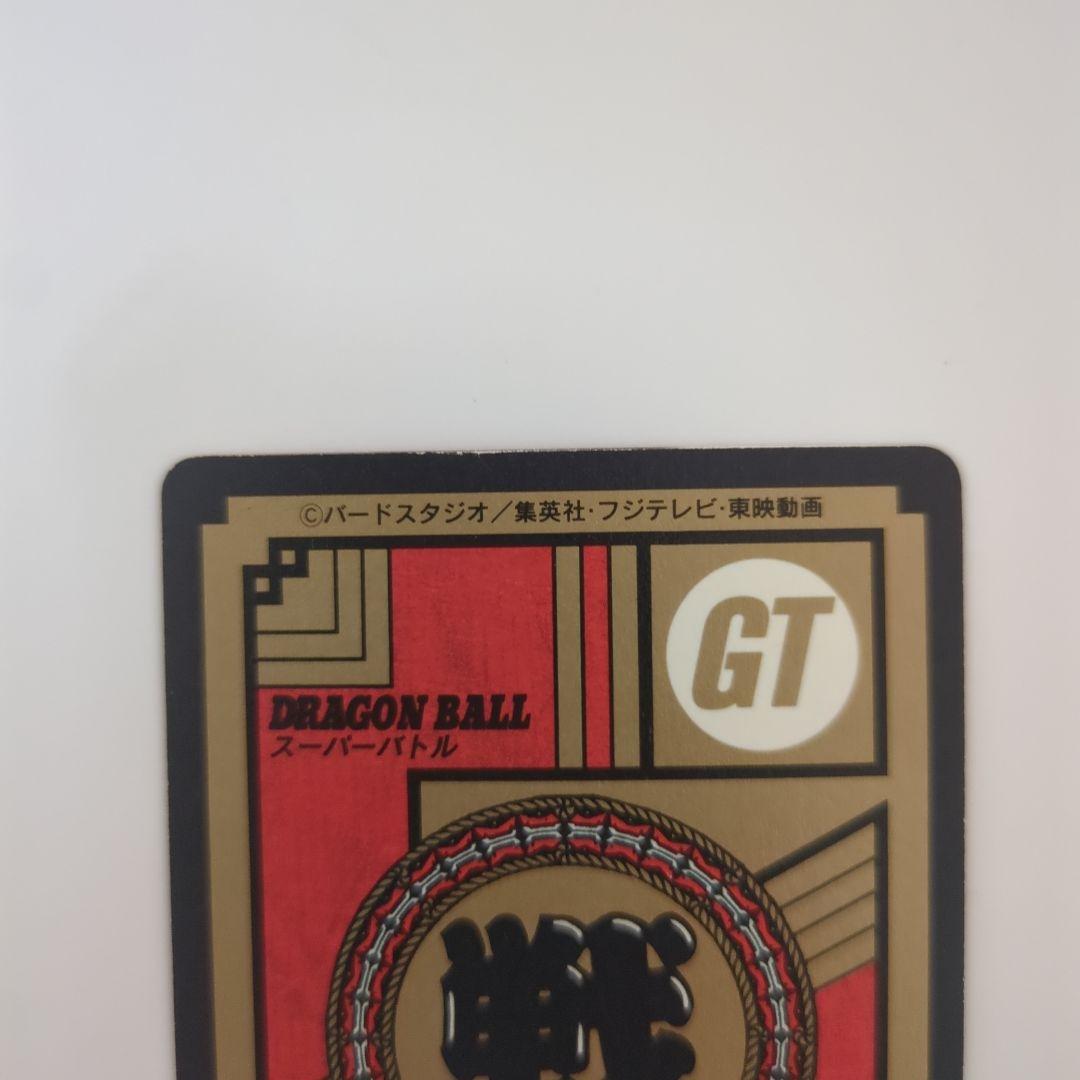 ©バードスタジオ／集英社·フジテレビ·東映動画
GT
DRAGON BALL
スーパーバトル
戦